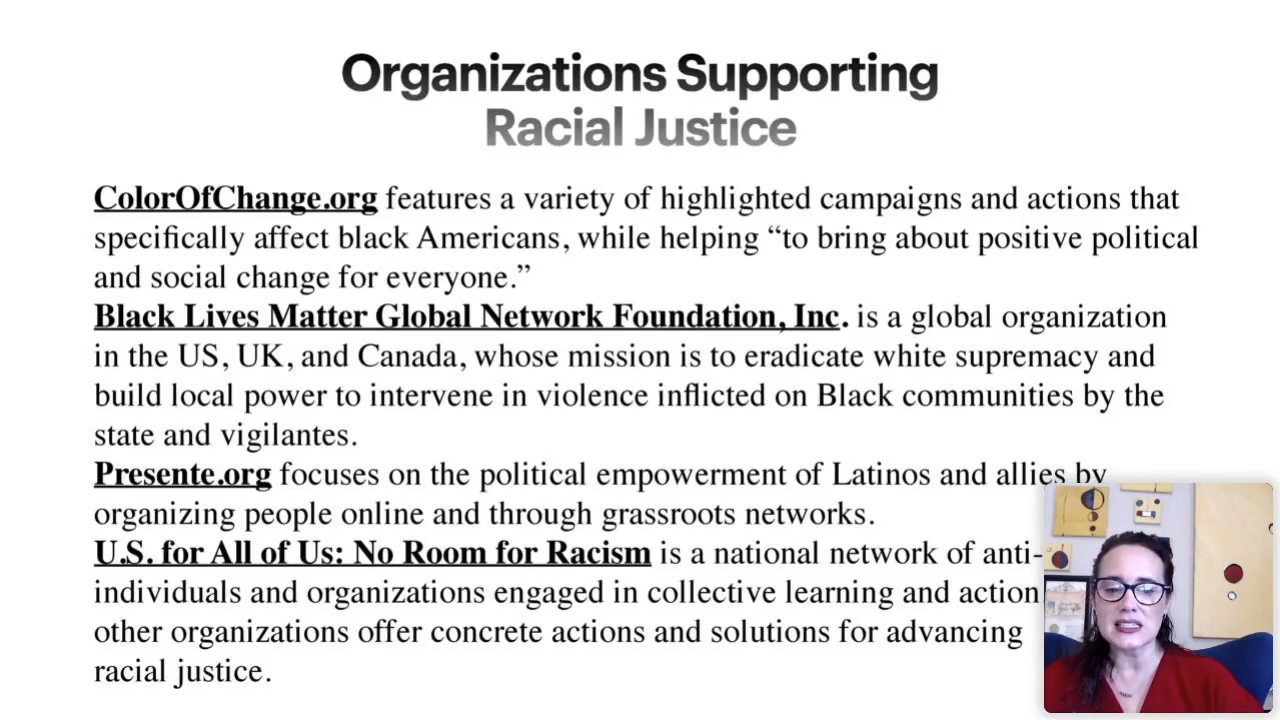 Organizations Supporting
Racial Justice
ColorOfChange.org features a variety of highlighted campaigns and actions that
specifically affect black Americans, while helping “to bring about positive political
and social change for everyone.”
Black Lives Matter Global Network Foundation, Inc. is a global organization
in the US, UK, and Canada, whose mission is to eradicate white supremacy and
build local power to intervene in violence inflicted on Black communities by the
state and vigilantes.
Presente.org focuses on the political empowerment of Latinos and allies by
organizing people online and through grassroots networks.
U.S. for All of Us: No Room for Racism is a national network of anti-
individuals and organizations engaged in collective learning and action
other organizations offer concrete actions and solutions for advancing
racial justice.